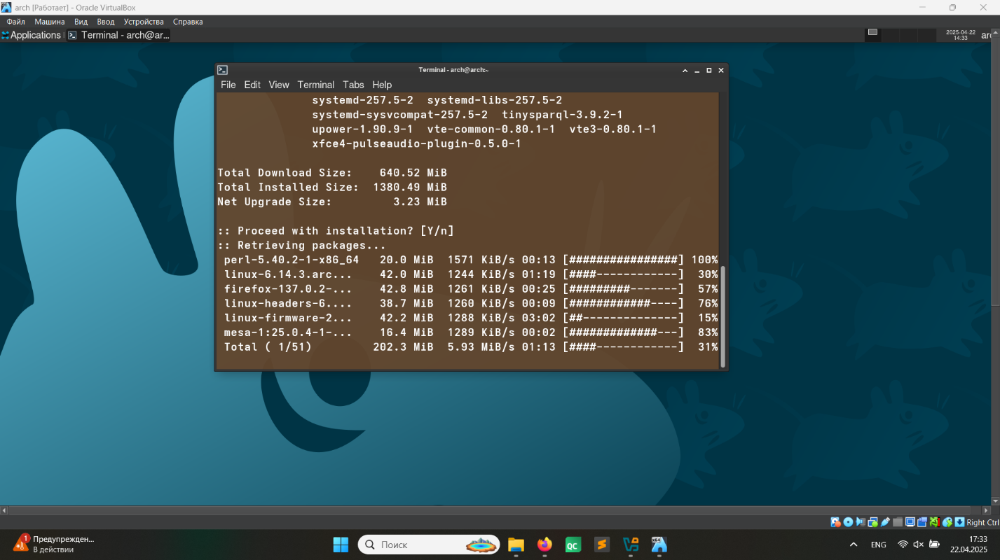 arch [Работает] - Oracle VirtualBox
Файл Машина Вид Ввод Устройства Справка
Applications Terminal - arch@ar...
2025-04-22
14:33
Terminal - arch@arch:~
File Edit View Terminal Tabs Help
systemd-257.5-2 systemd-libs-257.5-2
systemd-sysvcompat-257.5-2 tinysparql-3.9.2-1
upower-1.90.9-1 vte-common-0.80.1-1 vte3-0.80.1-1
xfce4-pulseaudio-plugin-0.5.0-1
Total Download Size: 640.52 MiB
Total Installed Size: 1380.49 MiB
Net Upgrade Size: 3.23 MiB
:: Proceed with installation? [Y/n]
:: Retrieving packages...
perl-5.40.2-1-x86_64 20.0 MiB 1571 KiB/s 00:13 [################] 100%
linux-6.14.3.arc... 42.0 MiB 1244 KiB/s 01:19 [####------------] 30%
firefox-137.0.2-... 42.8 MiB 1261 KiB/s 00:25 [#########-------] 57%
linux-headers-6.... 38.7 MiB 1260 KiB/s 00:09 [############----] 76%
linux-firmware-2... 42.2 MiB 1288 KiB/s 03:02 [##--------------] 15%
mesa-1:25.0.4-1-... 16.4 MiB 1289 KiB/s 00:02 [#############---] 83%
Total ( 1/51) 202.3 MiB 5.93 MiB/s 01:13 [####------------] 31%
Right Ctrl
1
Предупрежден...
В действии
Поиск
QC
X64
ENG
17:33
22.04.2025